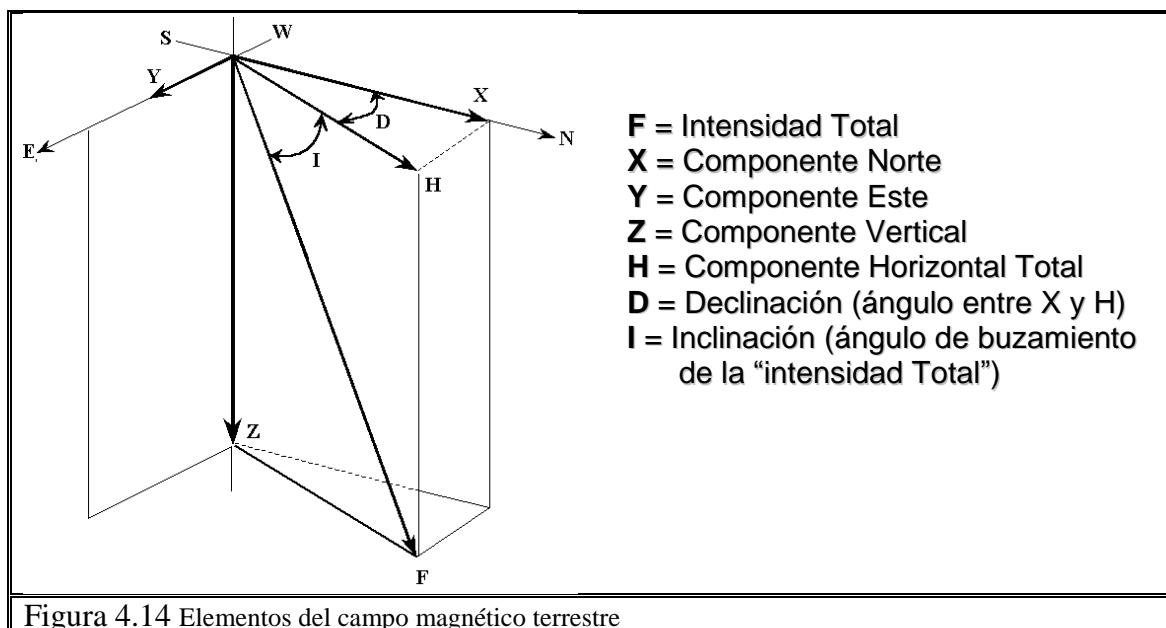 S
W
Y
X
D
E
N
I
H
Z
F
F = Intensidad Total
X = Componente Norte
Y = Componente Este
Z = Componente Vertical
H = Componente Horizontal Total
D = Declinación (ángulo entre X y H)
I = Inclinación (ángulo de buzamiento
de la “intensidad Total”)
Figura 4.14 Elementos del campo magnético terrestre